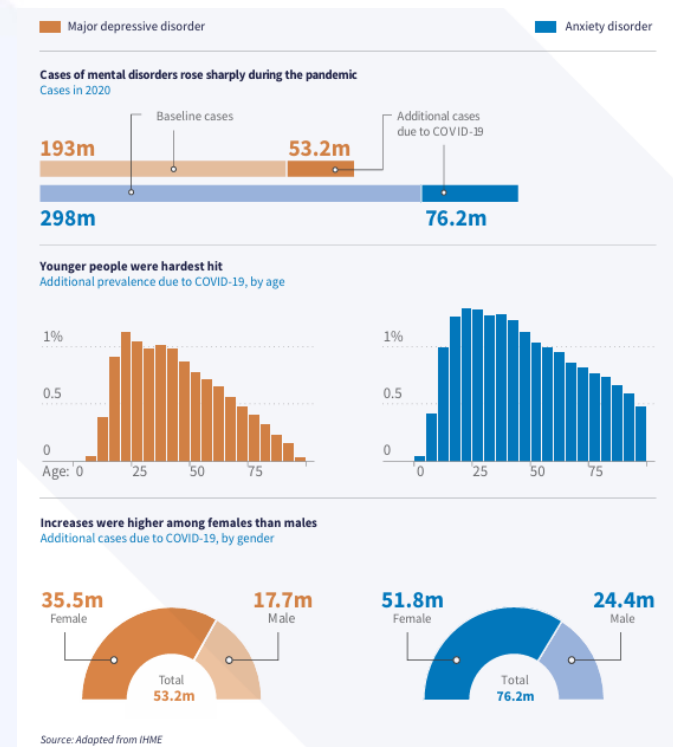 Major depressive disorder
Anxiety disorder
Cases of mental disorders rose sharply during the pandemic
Cases in 2020
Baseline cases
Additional cases
due to COVID-19
193m
53.2m
298m
76.2m
Younger people were hardest hit
Additional prevalence due to COVID-19, by age
1%
0.5
0
Age: 0 25 50 75
1%
0.5
0
0 25 50 75
Increases were higher among females than males
Additional cases due to COVID-19, by gender
35.5m
Female
17.7m
Male
Total
53.2m
51.8m
Female
24.4m
Male
Total
76.2m
Source: Adapted from IHME